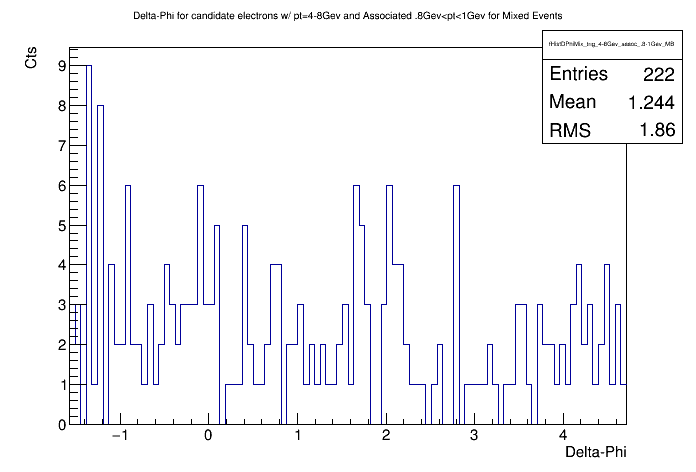 Delta-Phi for candidate electrons w/ pt=4-8Gev and Associated .8Gev<pt<1Gev for Mixed Events
fHistDPhiMix_trig_4-8Gev_assoc_.8-1Gev_MB
Entries 222
Mean 1.244
RMS 1.86
Cts
9
8
7
6
5
4
3
2
1
0
−1 0 1 2 3 4
Delta-Phi